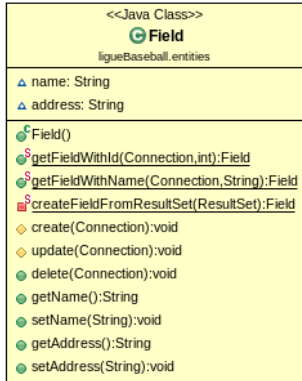 <<Java Class>>
Field
ligueBaseball.entities
name: String
address: String
Field()
getFieldWithId(Connection,int):Field
getFieldWithName(Connection,String):Field
createFieldFromResultSet(ResultSet):Field
create(Connection):void
update(Connection):void
delete(Connection):void
getName():String
setName(String):void
getAddress():String
setAddress(String):void